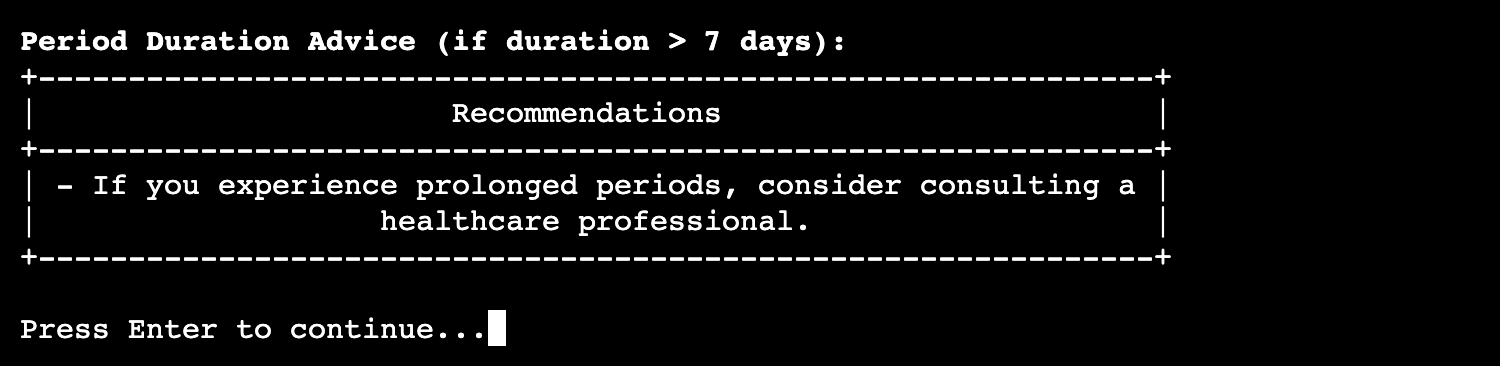 Period Duration Advice (if duration > 7 days):
+--------------------------------------------------------------+
|                       Recommendations                        |
+--------------------------------------------------------------+
| - If you experience prolonged periods, consider consulting a |
|                   healthcare professional.                   |
+--------------------------------------------------------------+
Press Enter to continue...